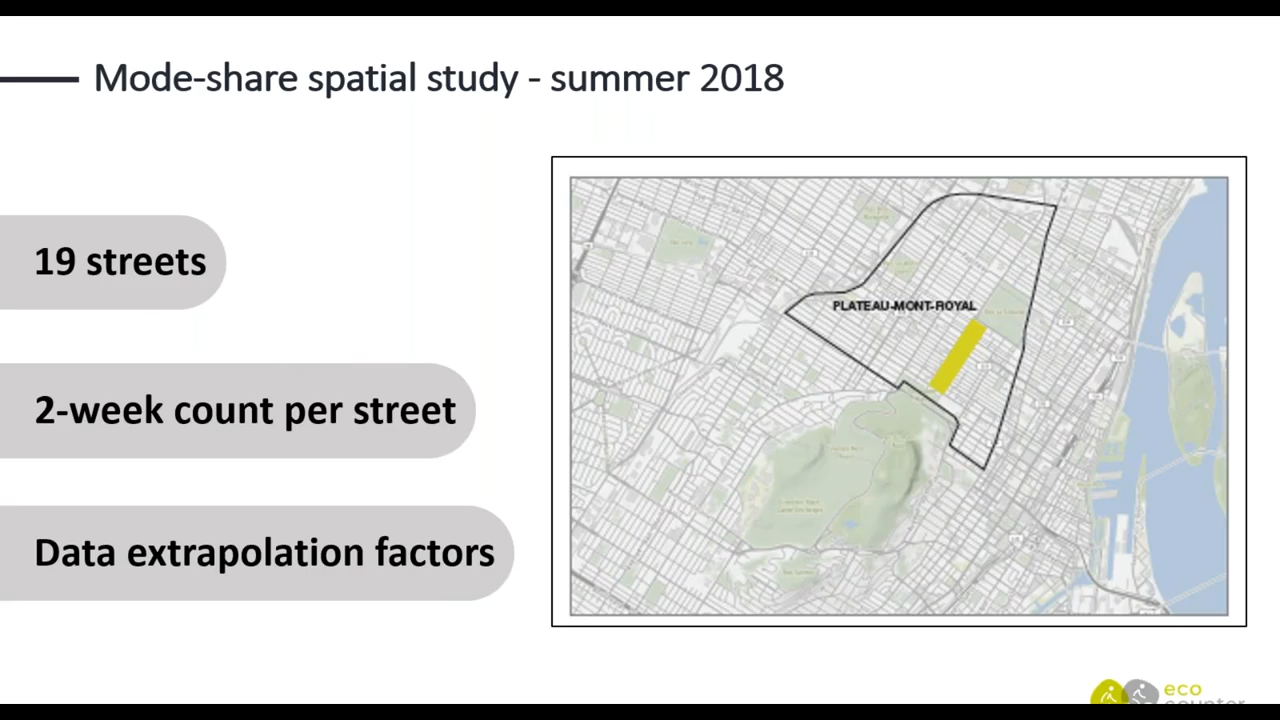 Mode-share spatial study - summer 2018
19 streets
2-week count per street
Data extrapolation factors
PLATEAU-MONT-ROYAL
eco
counter